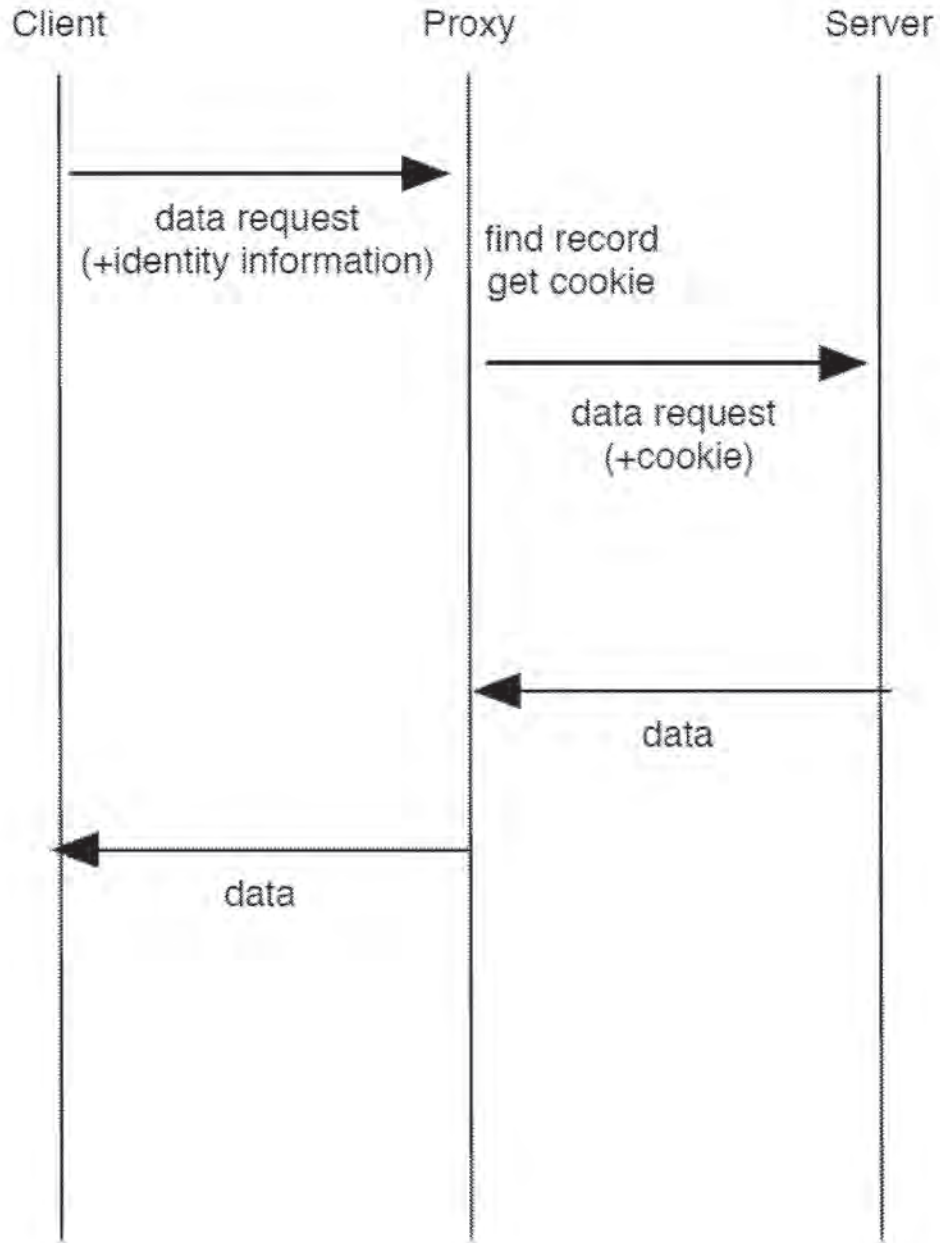 Client
Proxy
Server
data request
(+identity information)
find record
get cookie
data request
(+cookie)
data
data